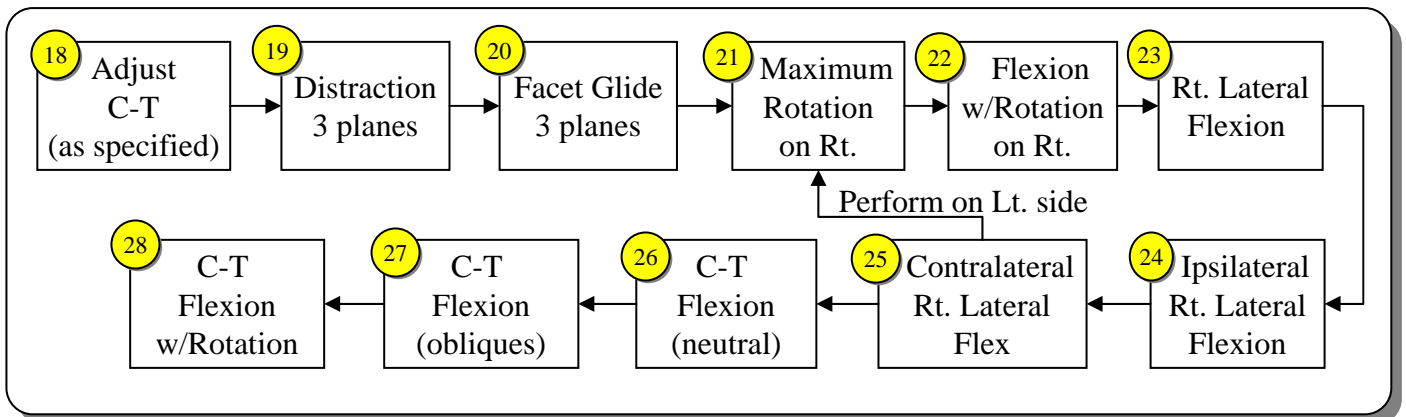 18
Adjust
C-T
(as specified)
19
Distraction
3 planes
20
Facet Glide
3 planes
21
Maximum
Rotation
on Rt.
22
Flexion
w/Rotation
on Rt.
23
Rt. Lateral
Flexion
24
Ipsilateral
Rt. Lateral
Flexion
25
Contralateral
Rt. Lateral
Flex
Perform on Lt. side
26
C-T
Flexion
(neutral)
27
C-T
Flexion
(obliques)
28
C-T
Flexion
w/Rotation